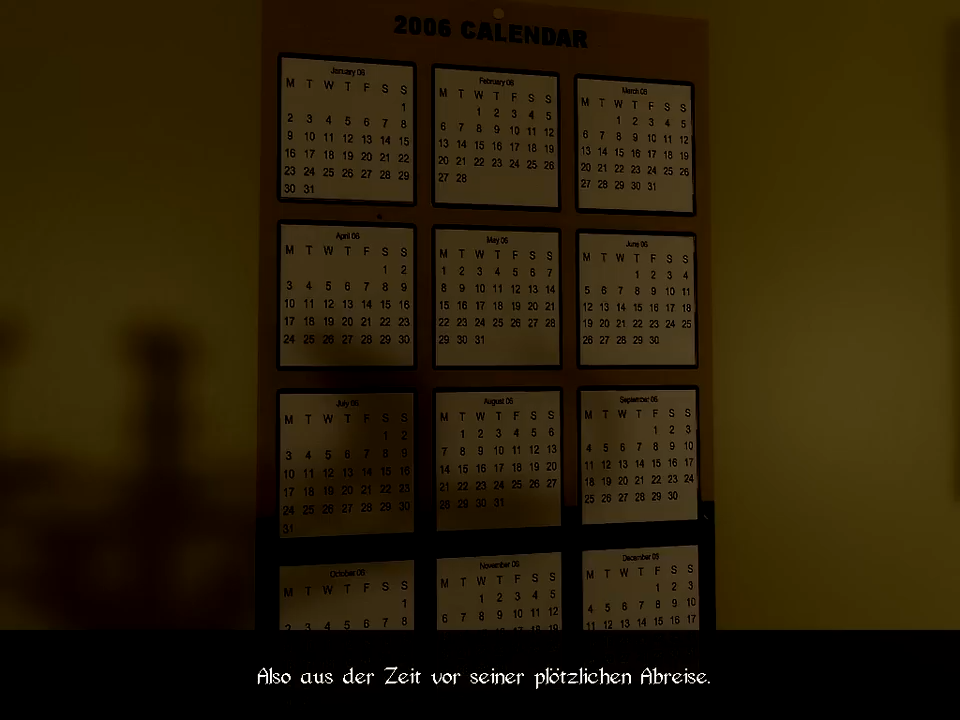 2006 CALENDAR
January 06 February 06 March 06
M T W T F S S
1
2 3 4 5 6 7 8
9 10 11 12 13 14 15
16 17 18 19 20 21 22
23 24 25 26 27 28 29
30 31
M T W T F S S
1 2 3 4 5
6 7 8 9 10 11 12
13 14 15 16 17 18 19
20 21 22 23 24 25 26
27 28
M T W T F S S
1 2 3 4 5
6 7 8 9 10 11 12
13 14 15 16 17 18 19
20 21 22 23 24 25 26
27 28 29 30 31
April 06 May 06 June 06
M T W T F S S
1 2
3 4 5 6 7 8 9
10 11 12 13 14 15 16
17 18 19 20 21 22 23
24 25 26 27 28 29 30
M T W T F S S
1 2 3 4 5 6 7
8 9 10 11 12 13 14
15 16 17 18 19 20 21
22 23 24 25 26 27 28
29 30 31
M T W T F S S
1 2 3 4
5 6 7 8 9 10 11
12 13 14 15 16 17 18
19 20 21 22 23 24 25
26 27 28 29 30
July 06 August 06 September 06
M T W T F S S
1 2
3 4 5 6 7 8 9
10 11 12 13 14 15 16
17 18 19 20 21 22 23
24 25 26 27 28 29 30
31
M T W T F S S
1 2 3 4 5 6
7 8 9 10 11 12 13
14 15 16 17 18 19 20
21 22 23 24 25 26 27
28 29 30 31
M T W T F S S
1 2 3
4 5 6 7 8 9 10
11 12 13 14 15 16 17
18 19 20 21 22 23 24
25 26 27 28 29 30
October 06 November 06 December 06
M T W T F S S
1
2 3 4 5 6 7 8
M T W T F S S
1 2 3 4 5
6 7 8 9 10 11 12
M T W T F S S
1 2 3
4 5 6 7 8 9 10
11 12 13 14 15 16 17
Also aus der Zeit vor seiner plötzlichen Abreise.